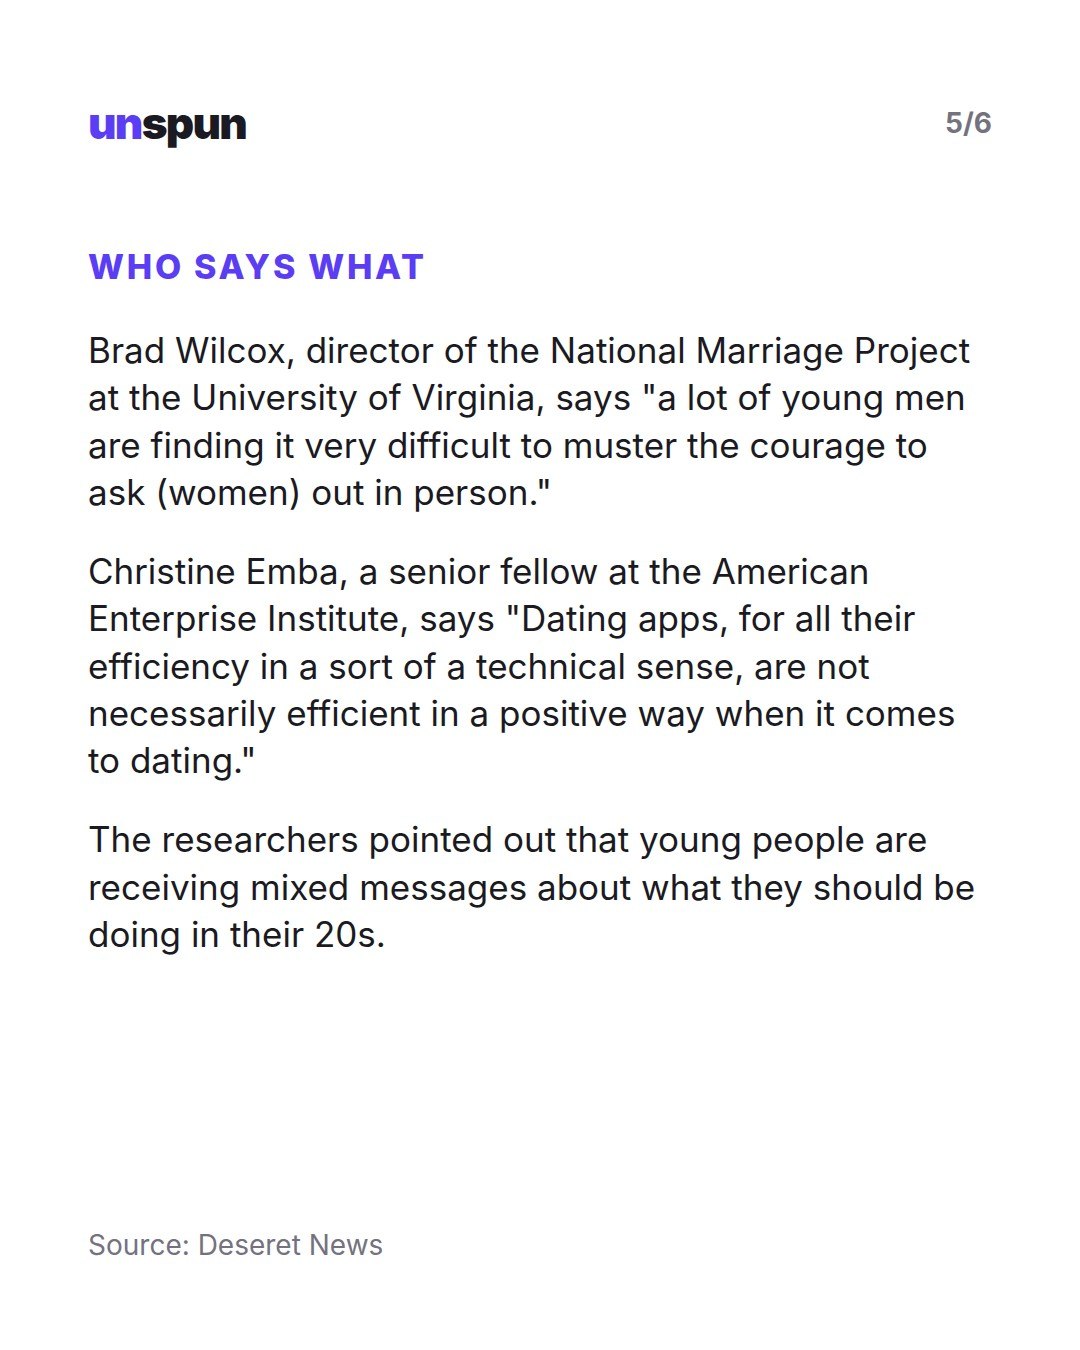 unspun
5/6
WHO SAYS WHAT
Brad Wilcox, director of the National Marriage Project
at the University of Virginia, says "a lot of young men
are finding it very difficult to muster the courage to
ask (women) out in person."
Christine Emba, a senior fellow at the American
Enterprise Institute, says "Dating apps, for all their
efficiency in a sort of a technical sense, are not
necessarily efficient in a positive way when it comes
to dating."
The researchers pointed out that young people are
receiving mixed messages about what they should be
doing in their 20s.
Source: Deseret News